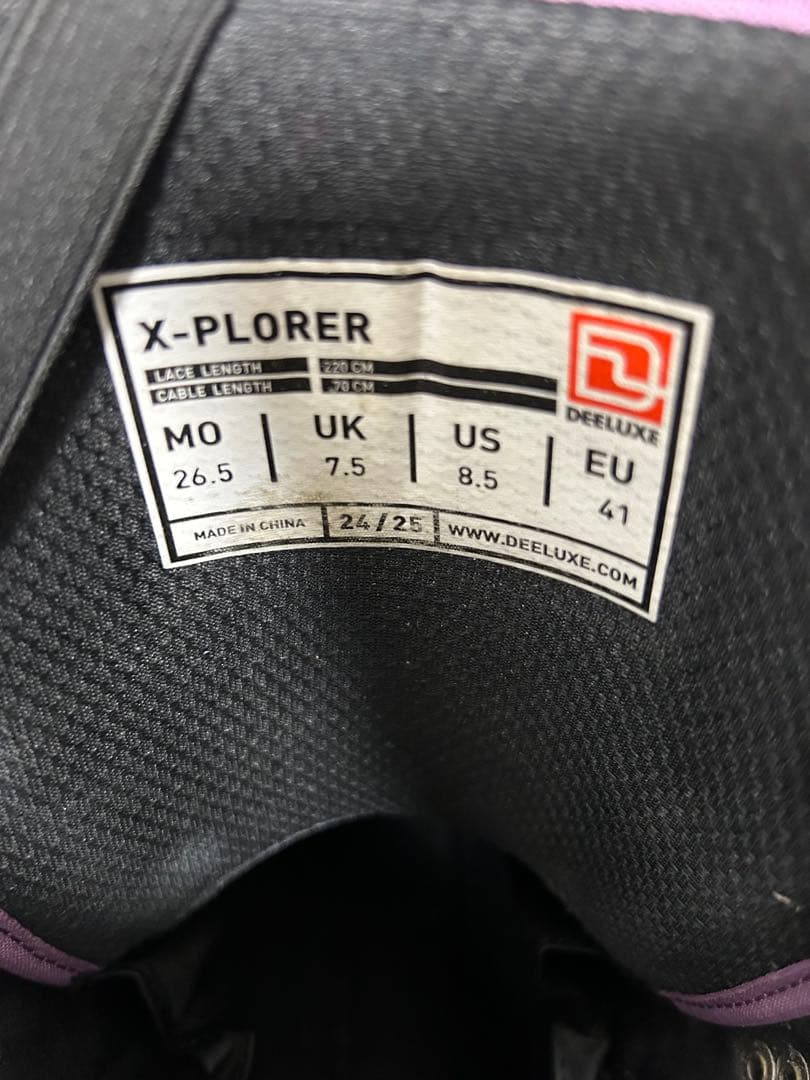 X-PLORER
LACE LENGTH 220 CM
CABLE LENGTH 70 CM
DEELUXE
MO | UK | US | EU
26.5 | 7.5 | 8.5 | 41
MADE IN CHINA 24/25 WWW.DEELUXE.COM